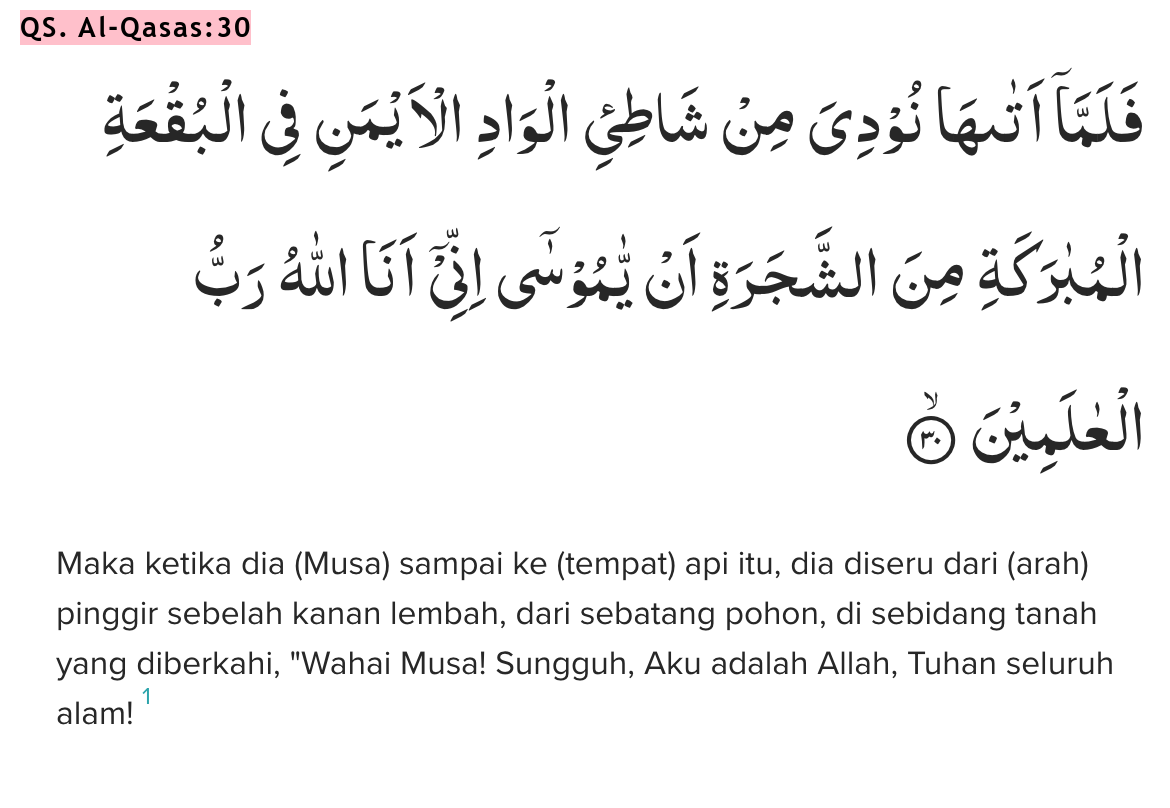 QS. Al-Qasas:30
فَلَمَّآ اَتٰىهَا نُوْدِيَ مِنْ شَاطِئِ الْوَادِ الْاَيْمَنِ فِى الْبُقْعَةِ
الْمُبٰرَكَةِ مِنَ الشَّجَرَةِ اَنْ يّٰمُوْسٰٓى اِنِّيْٓ اَنَا اللّٰهُ رَبُّ
الْعٰلَمِيْنَ ۙ ٣٠
Maka ketika dia (Musa) sampai ke (tempat) api itu, dia diseru dari (arah)
pinggir sebelah kanan lembah, dari sebatang pohon, di sebidang tanah
yang diberkahi, "Wahai Musa! Sungguh, Aku adalah Allah, Tuhan seluruh
alam! 1